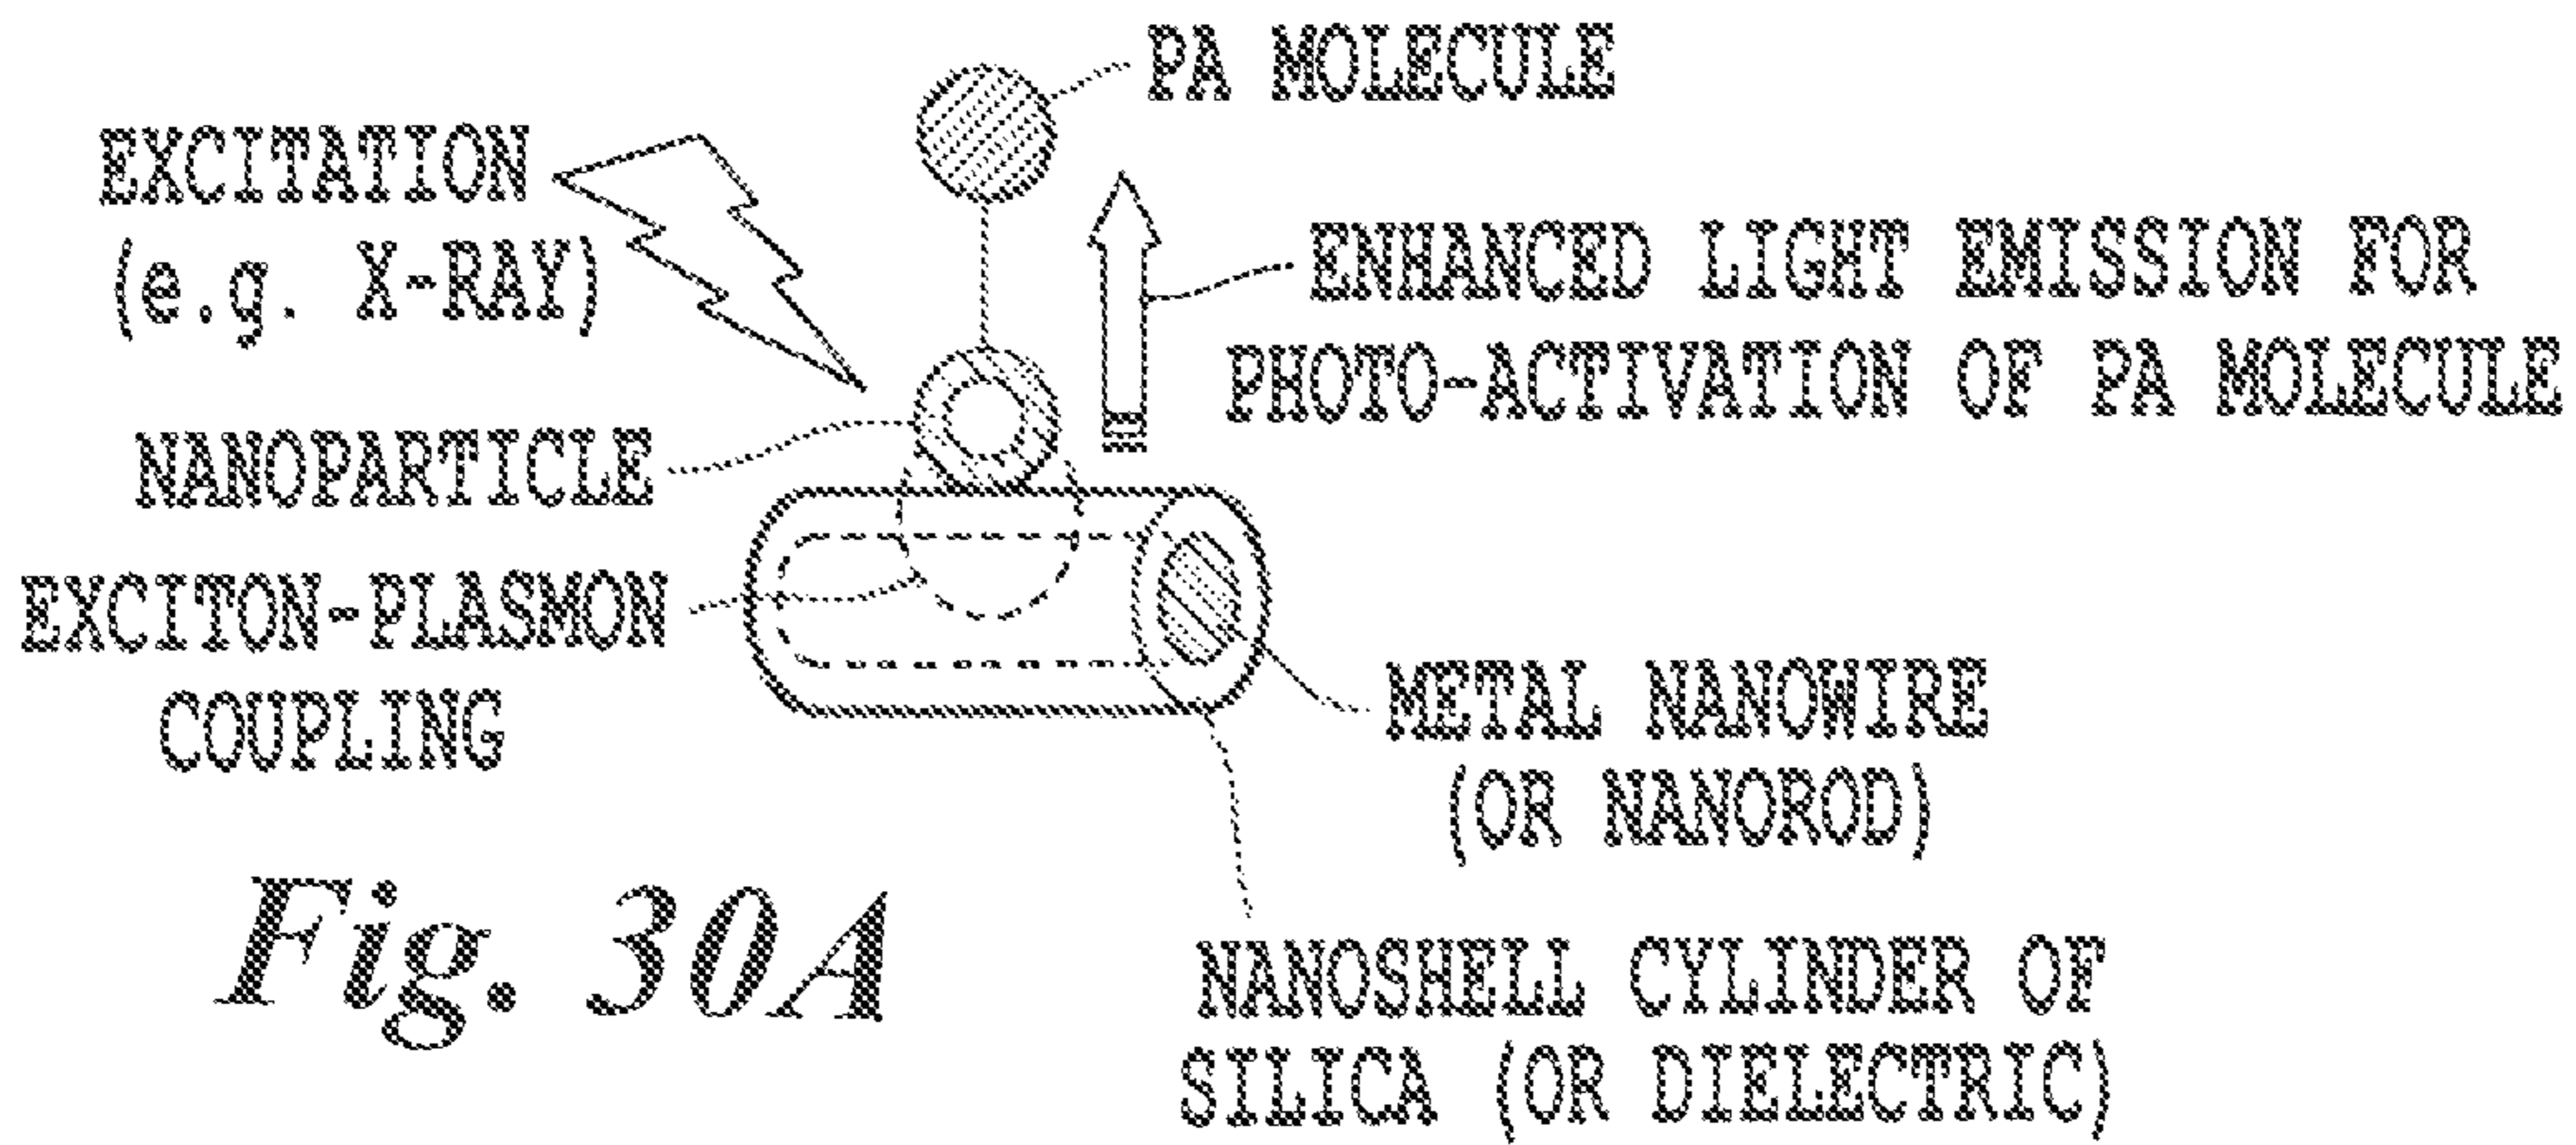 PA MOLECULE
EXCITATION
(e.g. X-RAY)
ENHANCED LIGHT EMISSION FOR
PHOTO-ACTIVATION OF PA MOLECULE
NANOPARTICLE
EXCITON-PLASMON
COUPLING
METAL NANOWIRE
(OR NANOROD)
NANOSHELL CYLINDER OF
SILICA (OR DIELECTRIC)
Fig. 30A